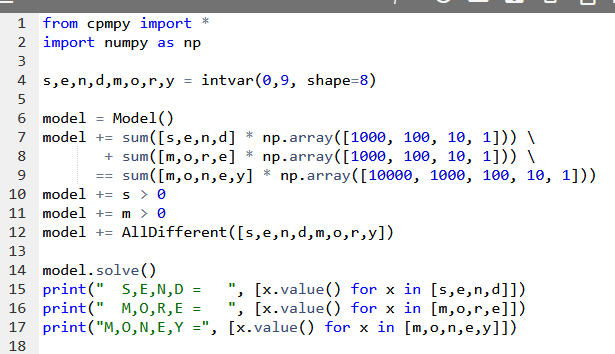 1 from cpmpy import *
2 import numpy as np
3
4 s,e,n,d,m,o,r,y = intvar(0,9, shape=8)
5
6 model = Model()
7 model += sum([s,e,n,d] * np.array([1000, 100, 10, 1])) \
8       + sum([m,o,r,e] * np.array([1000, 100, 10, 1])) \
9      == sum([m,o,n,e,y] * np.array([10000, 1000, 100, 10, 1]))
10 model += s > 0
11 model += m > 0
12 model += AllDifferent([s,e,n,d,m,o,r,y])
13
14 model.solve()
15 print("  S,E,N,D =   ", [x.value() for x in [s,e,n,d]])
16 print("  M,O,R,E =   ", [x.value() for x in [m,o,r,e]])
17 print("M,O,N,E,Y =", [x.value() for x in [m,o,n,e,y]])
18